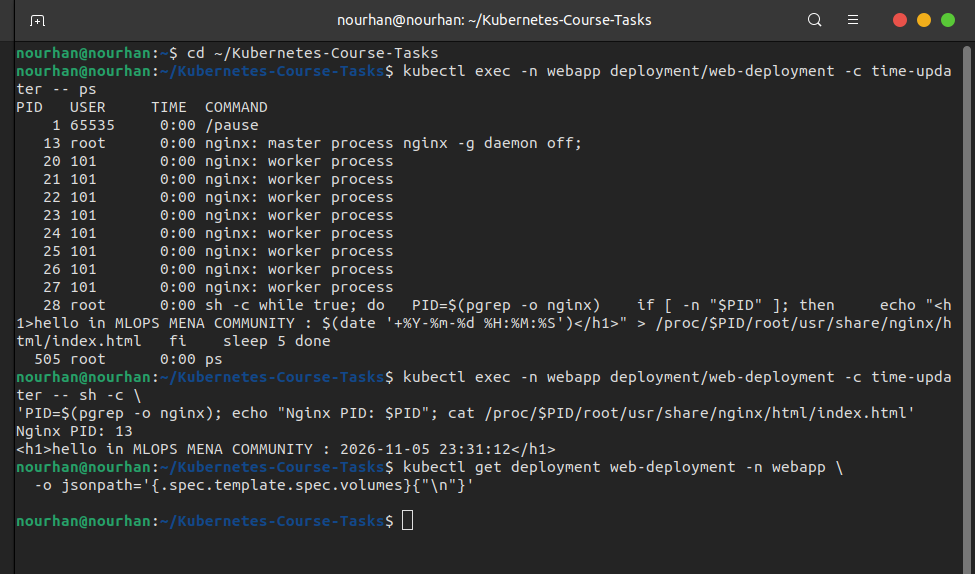 nourhan@nourhan: ~/Kubernetes-Course-Tasks
nourhan@nourhan:~$ cd ~/Kubernetes-Course-Tasks
nourhan@nourhan:~/Kubernetes-Course-Tasks$ kubectl exec -n webapp deployment/web-deployment -c time-upda
ter -- ps
PID   USER     TIME  COMMAND
    1 65535     0:00 /pause
   13 root      0:00 nginx: master process nginx -g daemon off;
   20 101       0:00 nginx: worker process
   21 101       0:00 nginx: worker process
   22 101       0:00 nginx: worker process
   23 101       0:00 nginx: worker process
   24 101       0:00 nginx: worker process
   25 101       0:00 nginx: worker process
   26 101       0:00 nginx: worker process
   27 101       0:00 nginx: worker process
   28 root      0:00 sh -c while true; do   PID=$(pgrep -o nginx)    if [ -n "$PID" ]; then     echo "<h
1>hello in MLOPS MENA COMMUNITY : $(date '+%Y-%m-%d %H:%M:%S')</h1>" > /proc/$PID/root/usr/share/nginx/h
tml/index.html   fi    sleep 5 done
  505 root      0:00 ps
nourhan@nourhan:~/Kubernetes-Course-Tasks$ kubectl exec -n webapp deployment/web-deployment -c time-upda
ter -- sh -c \
'PID=$(pgrep -o nginx); echo "Nginx PID: $PID"; cat /proc/$PID/root/usr/share/nginx/html/index.html'
Nginx PID: 13
<h1>hello in MLOPS MENA COMMUNITY : 2026-11-05 23:31:12</h1>
nourhan@nourhan:~/Kubernetes-Course-Tasks$ kubectl get deployment web-deployment -n webapp \
  -o jsonpath='{.spec.template.spec.volumes}{"\n"}'

nourhan@nourhan:~/Kubernetes-Course-Tasks$